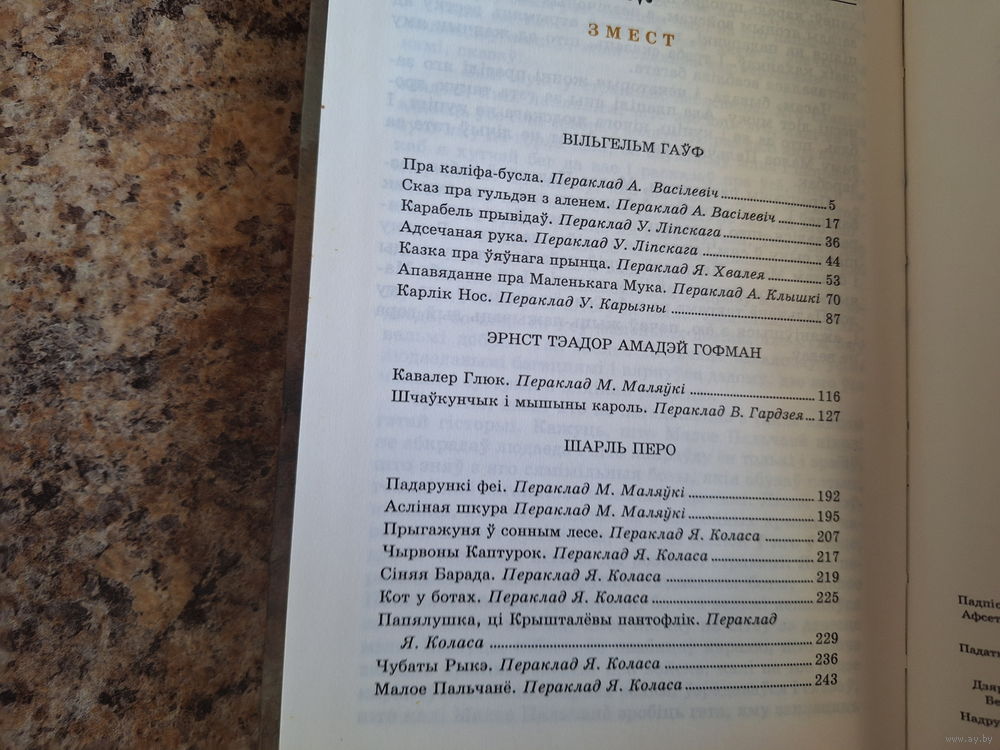 ЗМЕСТ
ВІЛЬГЕЛЬМ ГАЎФ
Пра каліфа-бусла. Пераклад А. Васілевіч 5
Сказ пра гульдэн з аленем. Пераклад А. Васілевіч 17
Карабель прывідаў. Пераклад У. Ліпскага 36
Адсечаная рука. Пераклад У. Ліпскага 44
Казка пра ўяўнага прынца. Пераклад Я. Хвалея 53
Апавяданне пра Маленькага Мука. Пераклад А. Клышкі 70
Карлік Нос. Пераклад У. Карызны 87
ЭРНСТ ТЭАДОР АМАДЭЙ ГОФМАН
Кавалер Глюк. Пераклад М. Маляўкі 116
Шчаўкунчык і мышыны кароль. Пераклад В. Гардзея 127
ШАРЛЬ ПЕРО
Падарункі феі. Пераклад М. Маляўкі 192
Асліная шкура Пераклад М. Маляўкі 195
Прыгажуня ў сонным лесе. Пераклад Я. Коласа 207
Чырвоны Каптурок. Пераклад Я. Коласа 217
Сіняя Барада. Пераклад Я. Коласа 219
Кот у ботах. Пераклад Я. Коласа 225
Папялушка, ці Крышталёвы пантофлік. Пераклад
Я. Коласа 229
Чубаты Рыкэ. Пераклад Я. Коласа 236
Малое Пальчанё. Пераклад Я. Коласа 243
www.ay.by